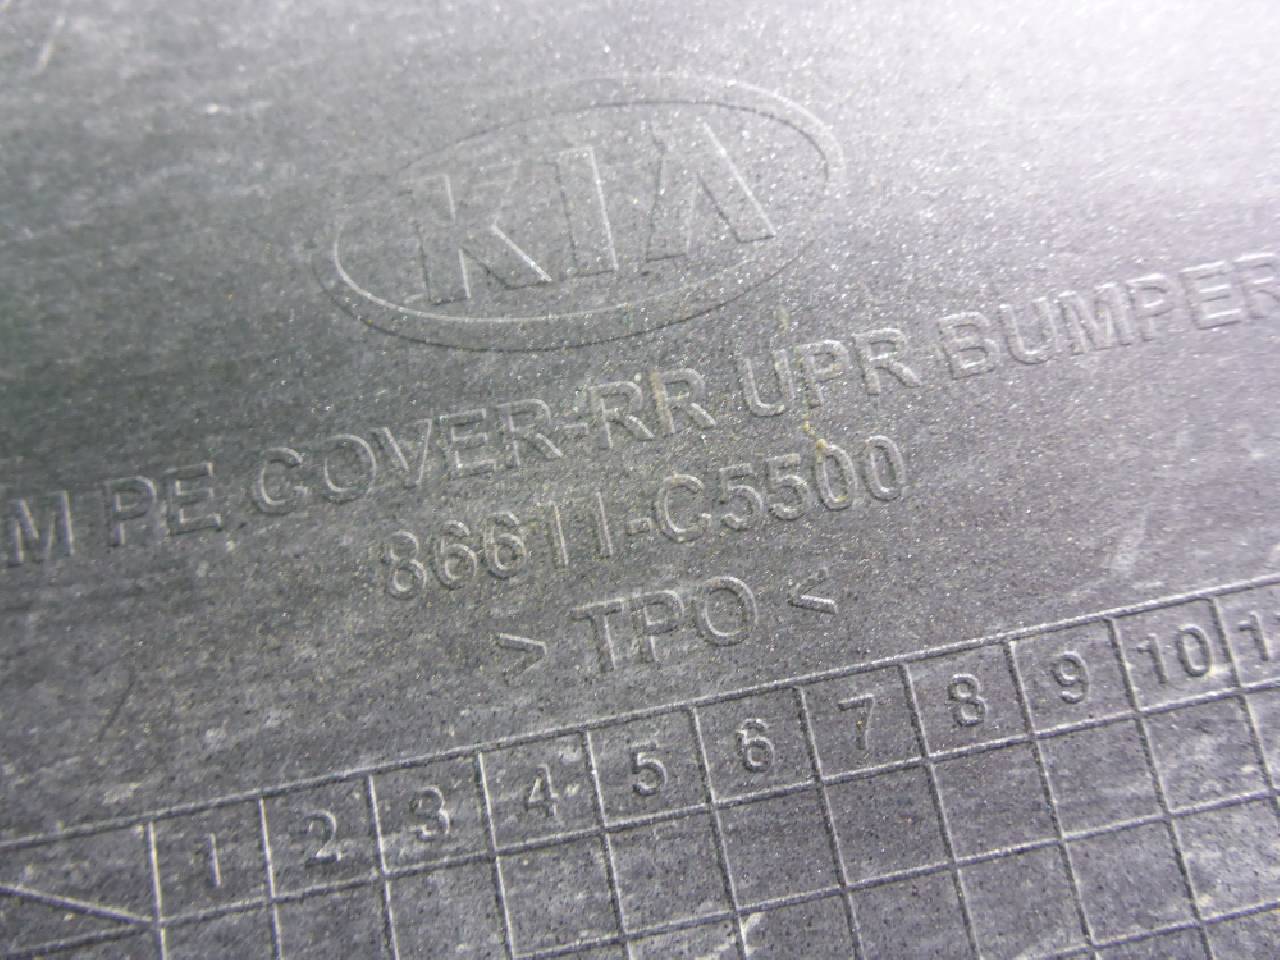 KIA
M PE COVER-RR UPR BUMPER
86611-C5500
> TPO <
1 2 3 4 5 6 7 8 9 10